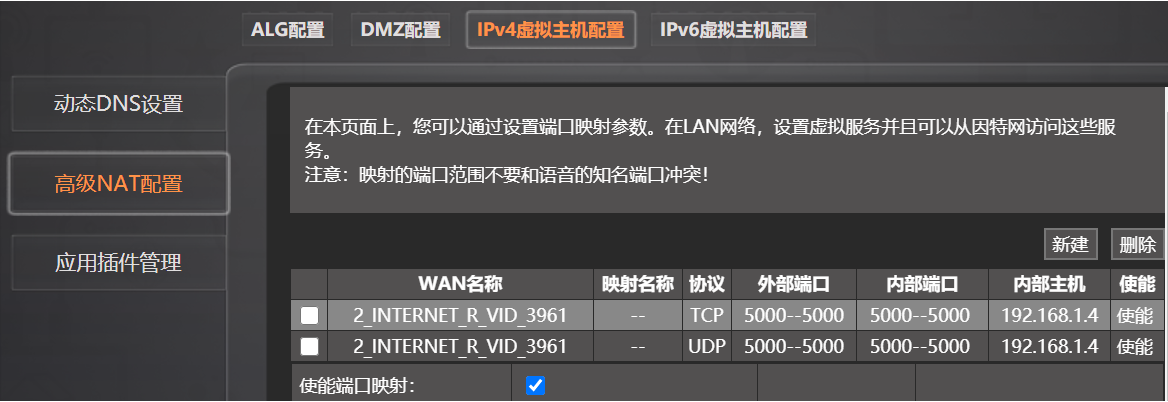 ALG配置 DMZ配置 IPv4虚拟主机配置 IPv6虚拟主机配置
动态DNS设置
高级NAT配置
应用插件管理
在本页面上，您可以通过设置端口映射参数。在LAN网络，设置虚拟服务并且可以从因特网访问这些服
务。
注意：映射的端口范围不要和语音的知名端口冲突！
新建 删除
WAN名称 映射名称 协议 外部端口 内部端口 内部主机 使能
2_INTERNET_R_VID_3961 -- TCP 5000--5000 5000--5000 192.168.1.4 使能
2_INTERNET_R_VID_3961 -- UDP 5000--5000 5000--5000 192.168.1.4 使能
使能端口映射：